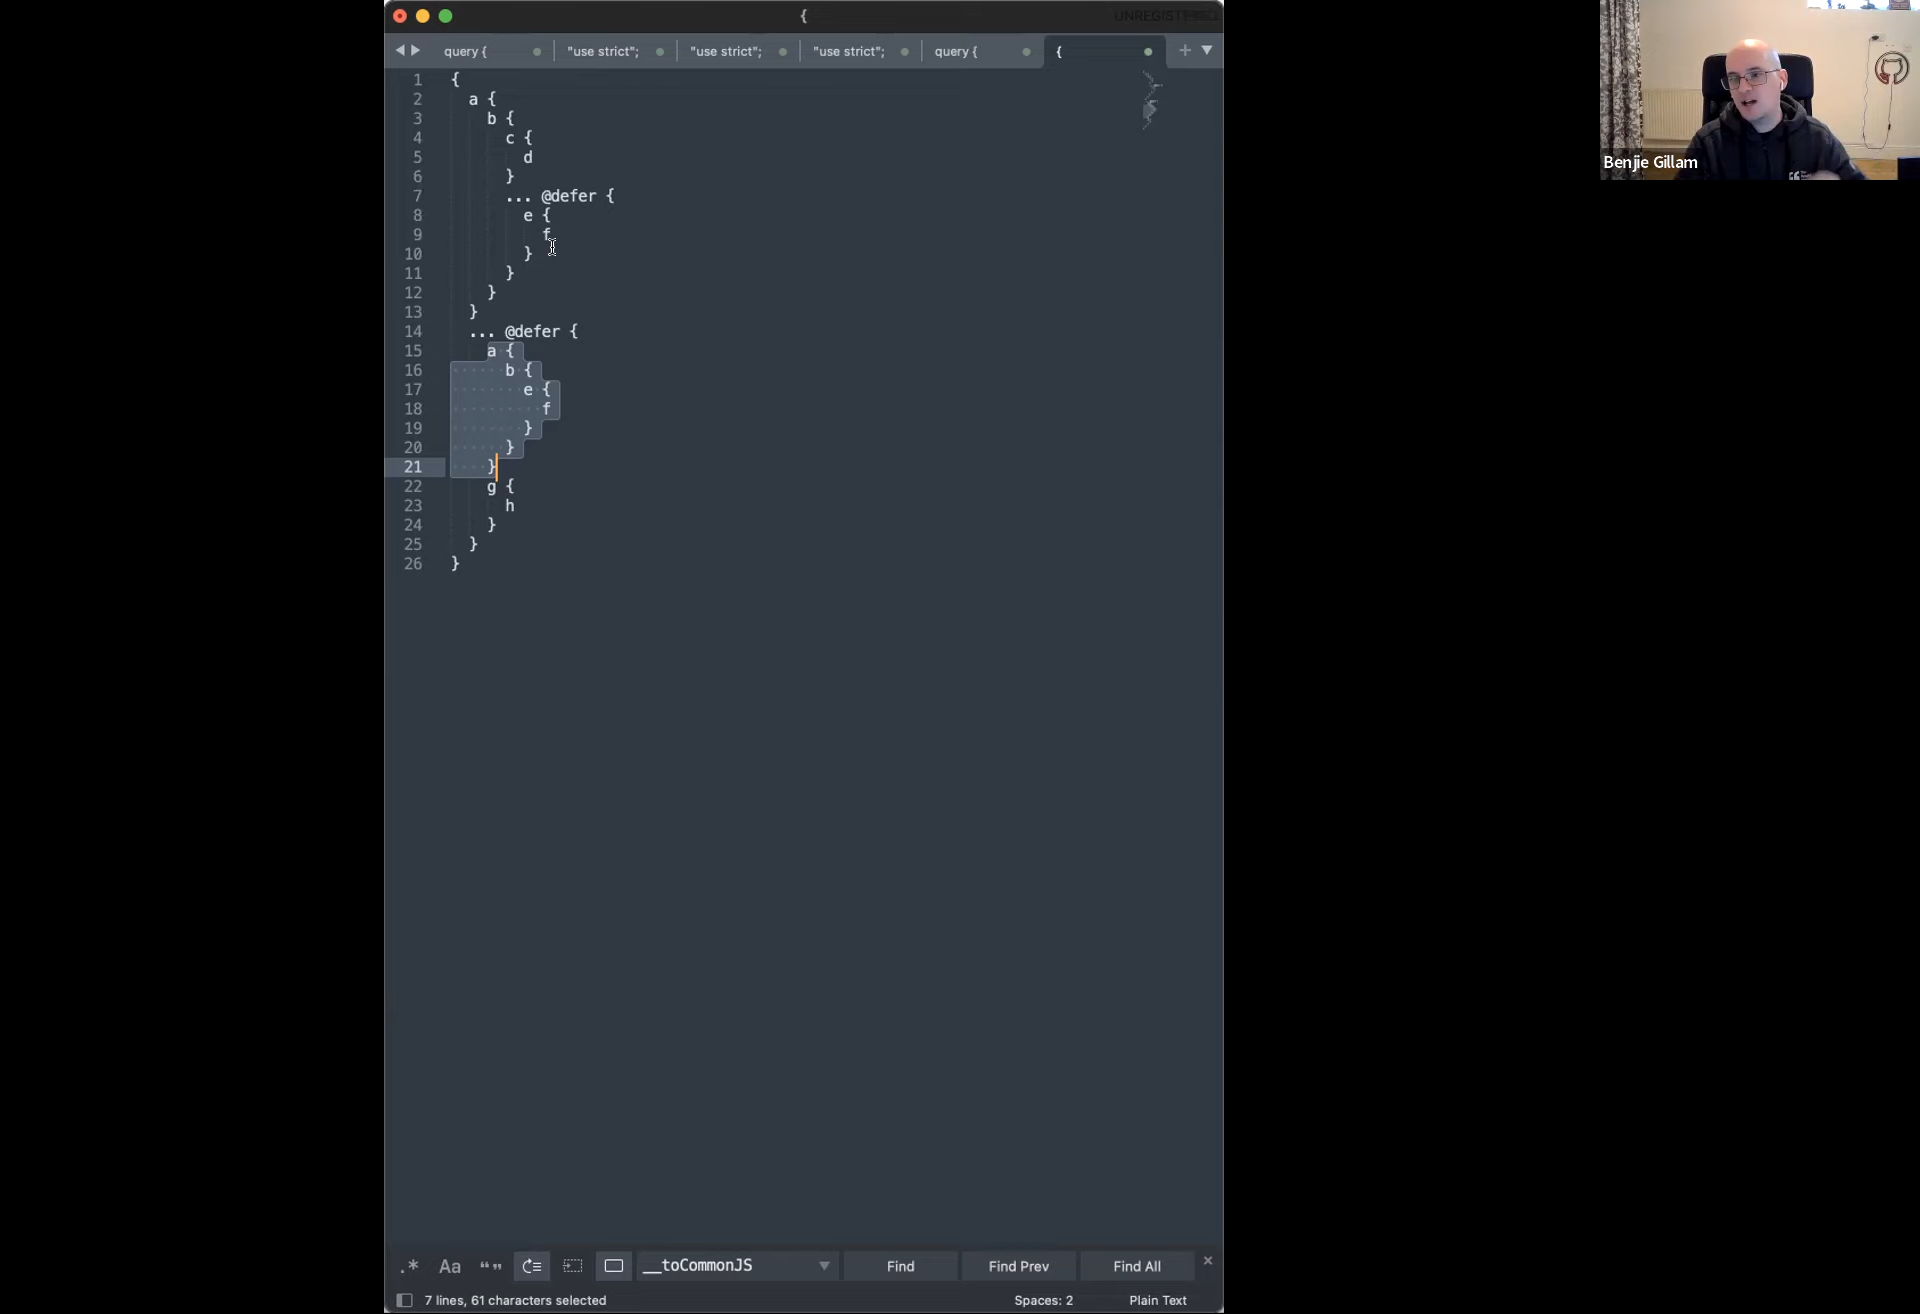 {
UNREGISTERED
query {
"use strict";
"use strict";
"use strict";
query {
{
1 {
2 a {
3 b {
4 c {
5 d
6 }
7 ... @defer {
8 e {
9 f
10 }
11 }
12 }
13 }
14 ... @defer {
15 a {
16 b {
17 e {
18 f
19 }
20 }
21 }
22 g {
23 h
24 }
25 }
26 }
Benjie Gillam
.* Aa “” __toCommonJS Find Find Prev Find All
7 lines, 61 characters selected Spaces: 2 Plain Text